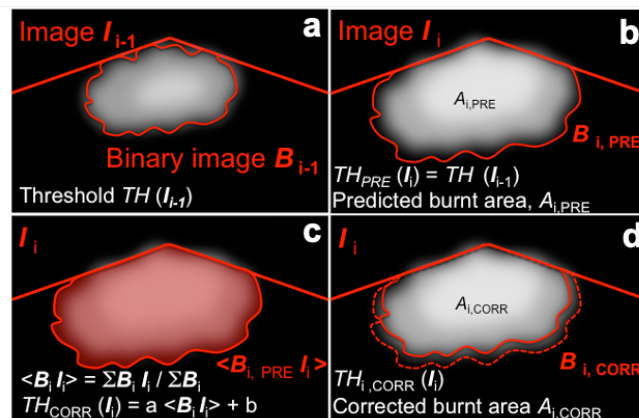 Image I i-1
a
Binary image B i-1
Threshold TH (I i-1)
Image I i
b
A i,PRE
B i, PRE
TH PRE (I i) = TH (I i-1)
Predicted burnt area, A i,PRE
I i
c
<B i, PRE I i>
<B i I i> = ΣB i I i / ΣB i
TH CORR (I i) = a <B i I i> + b
I i
d
A i,CORR
B i, CORR
TH i ,CORR (I i)
Corrected burnt area A i,CORR